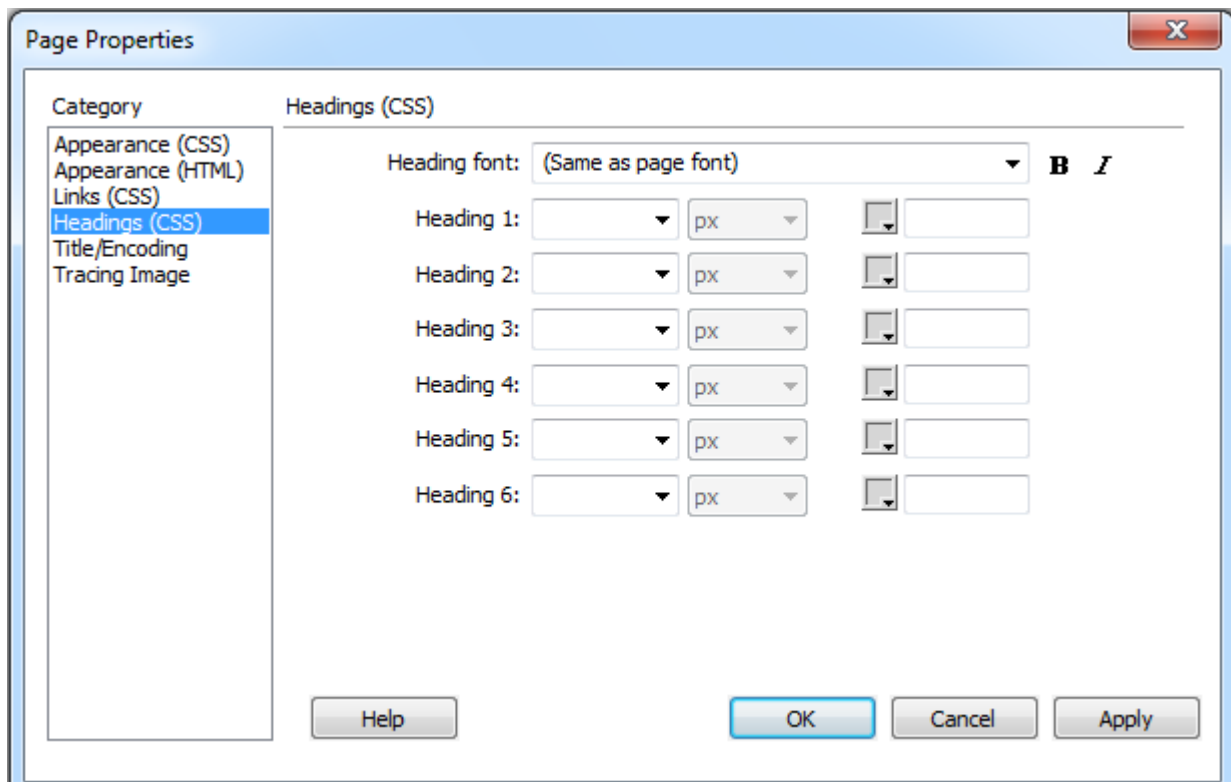 Page Properties
Category
Appearance (CSS)
Appearance (HTML)
Links (CSS)
Headings (CSS)
Title/Encoding
Tracing Image
Headings (CSS)
Heading font: (Same as page font) B I
Heading 1: px
Heading 2: px
Heading 3: px
Heading 4: px
Heading 5: px
Heading 6: px
Help OK Cancel Apply